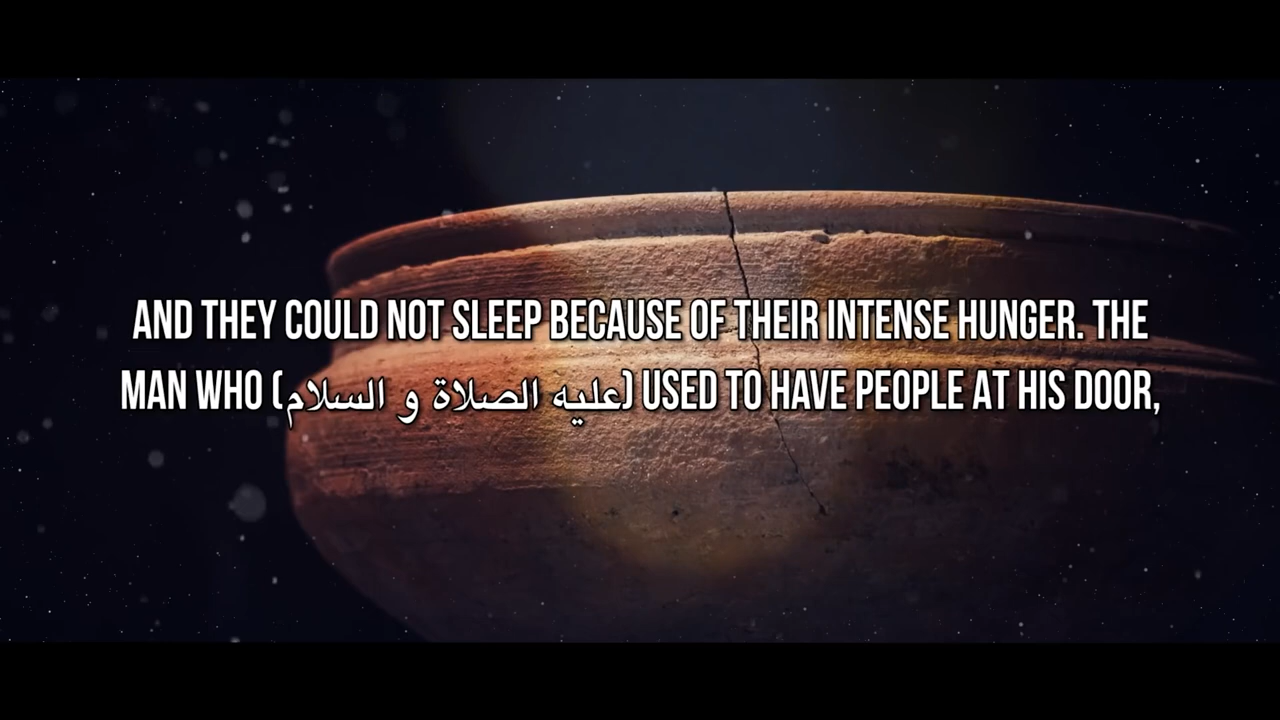 AND THEY COULD NOT SLEEP BECAUSE OF THEIR INTENSE HUNGER. THE
MAN WHO (عليه الصلاة و السلام) USED TO HAVE PEOPLE AT HIS DOOR,